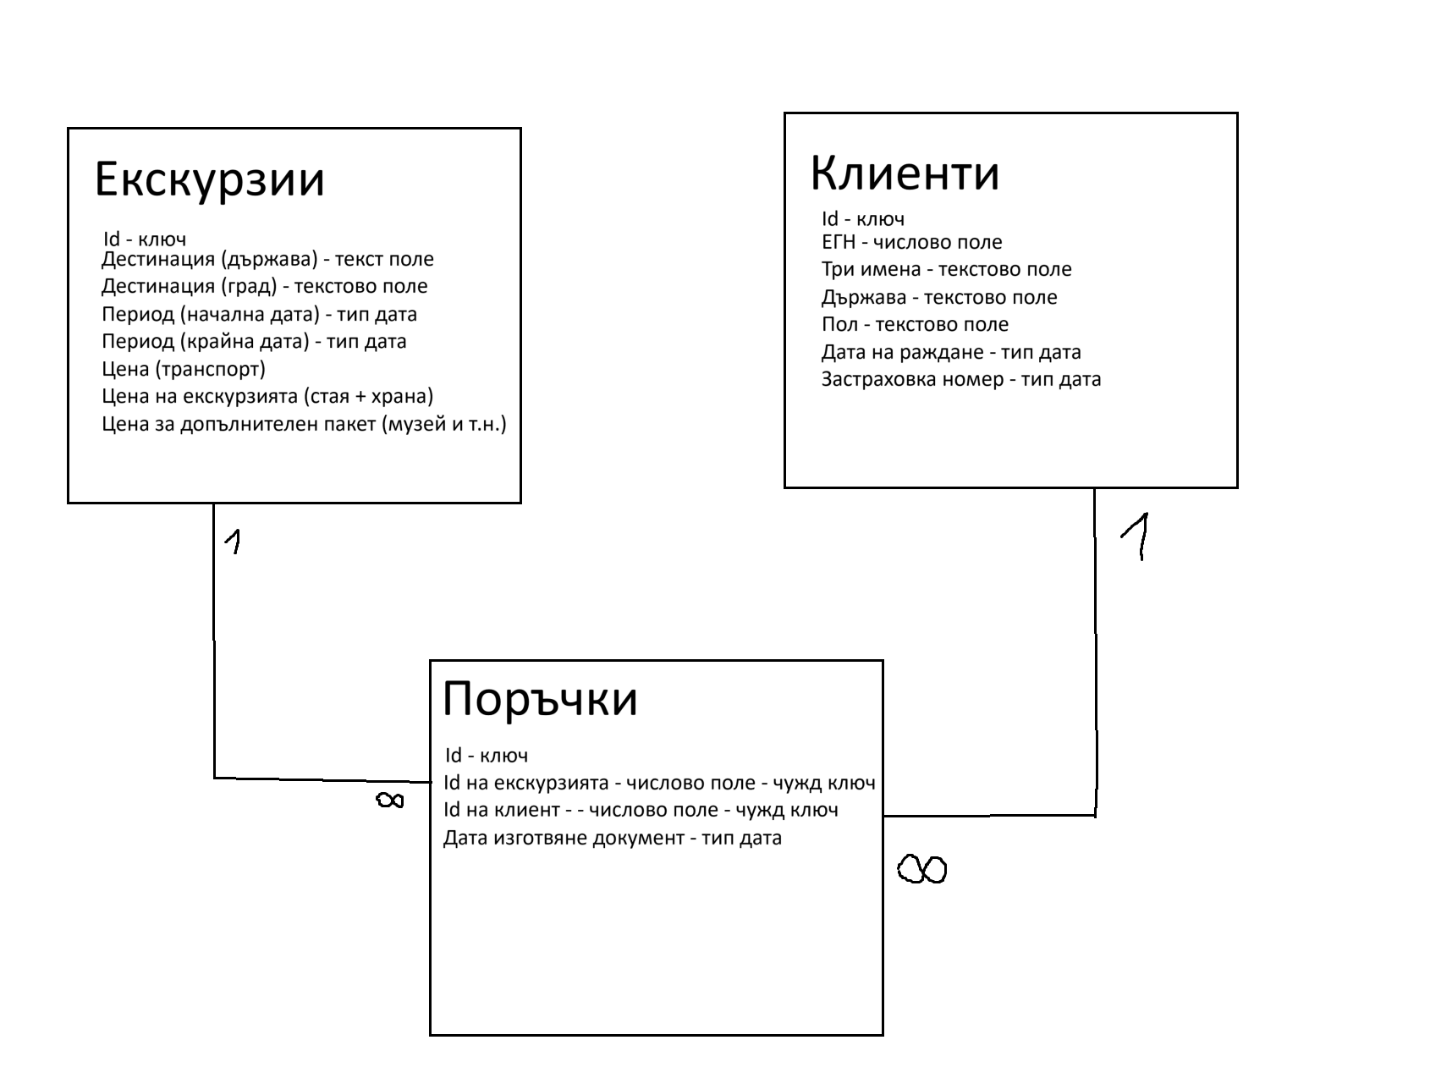 Екскурзии
Id - ключ
Дестинация (държава) - текст поле
Дестинация (град) - текстово поле
Период (начална дата) - тип дата
Период (крайна дата) - тип дата
Цена (транспорт)
Цена на екскурзията (стая + храна)
Цена за допълнителен пакет (музей и т.н.)
Клиенти
Id - ключ
ЕГН - числово поле
Три имена - текстово поле
Държава - текстово поле
Пол - текстово поле
Дата на раждане - тип дата
Застраховка номер - тип дата
1
1
Поръчки
Id - ключ
Id на екскурзията - числово поле - чужд ключ
Id на клиент - - числово поле - чужд ключ
Дата изготвяне документ - тип дата
∞
∞